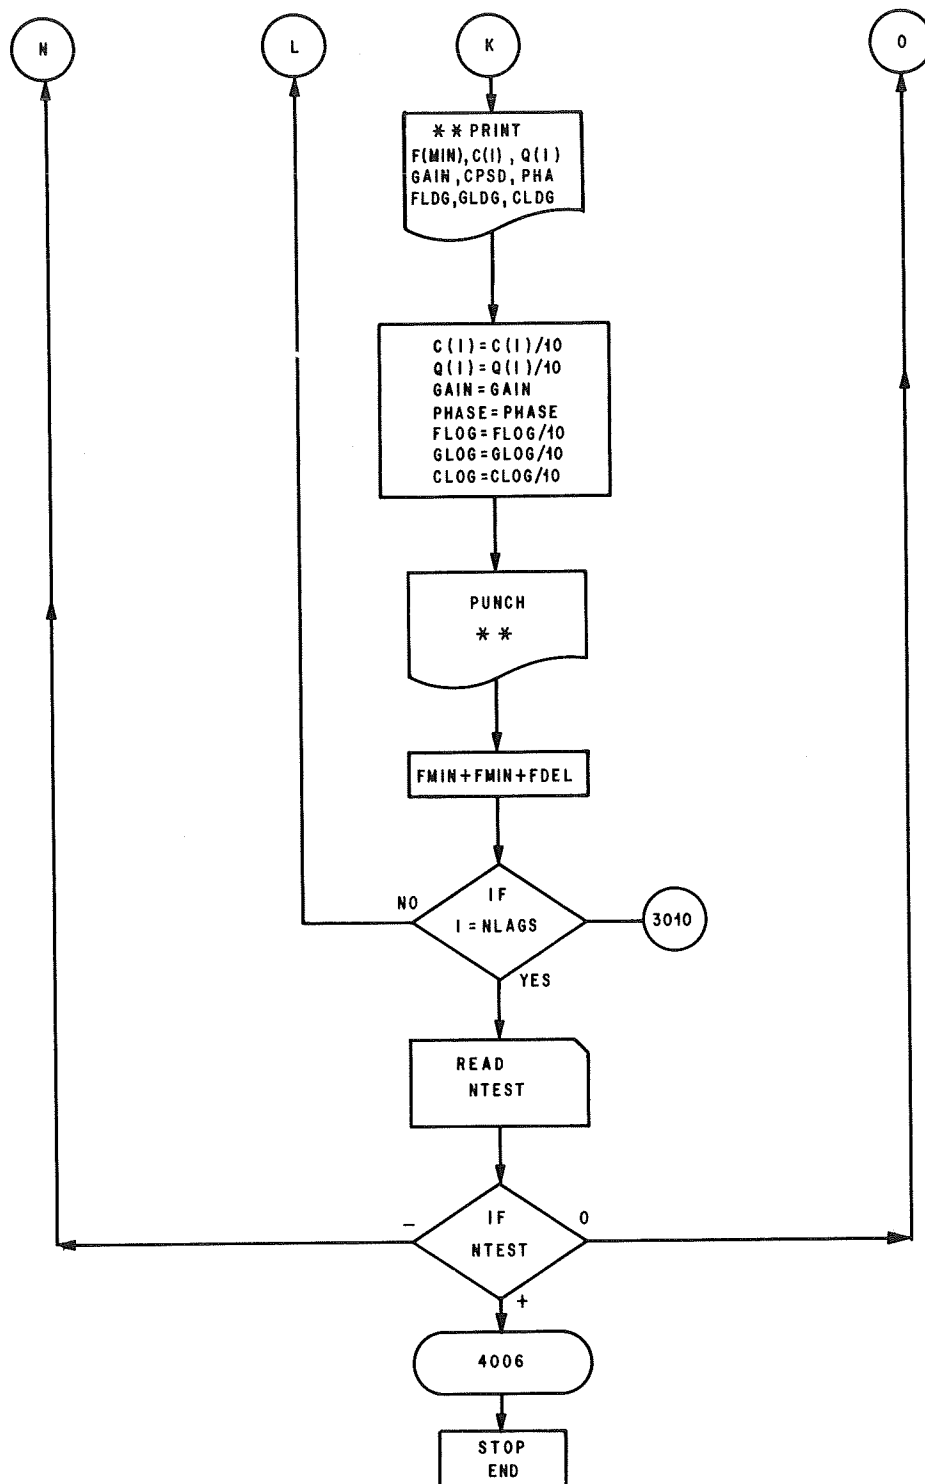 N
L
K
O
** PRINT
F(MIN),C(I), Q(I)
GAIN,CPSD, PHA
FLDG,GLDG, CLDG
C(I)=C(I)/10
Q(I)=Q(I)/10
GAIN=GAIN
PHASE=PHASE
FLOG=FLOG/10
GLOG=GLOG/10
CLOG=CLOG/10
PUNCH
**
FMIN+FMIN+FDEL
NO
IF
I=NLAGS
3010
YES
READ
NTEST
–
IF
NTEST
0
+
4006
STOP
END